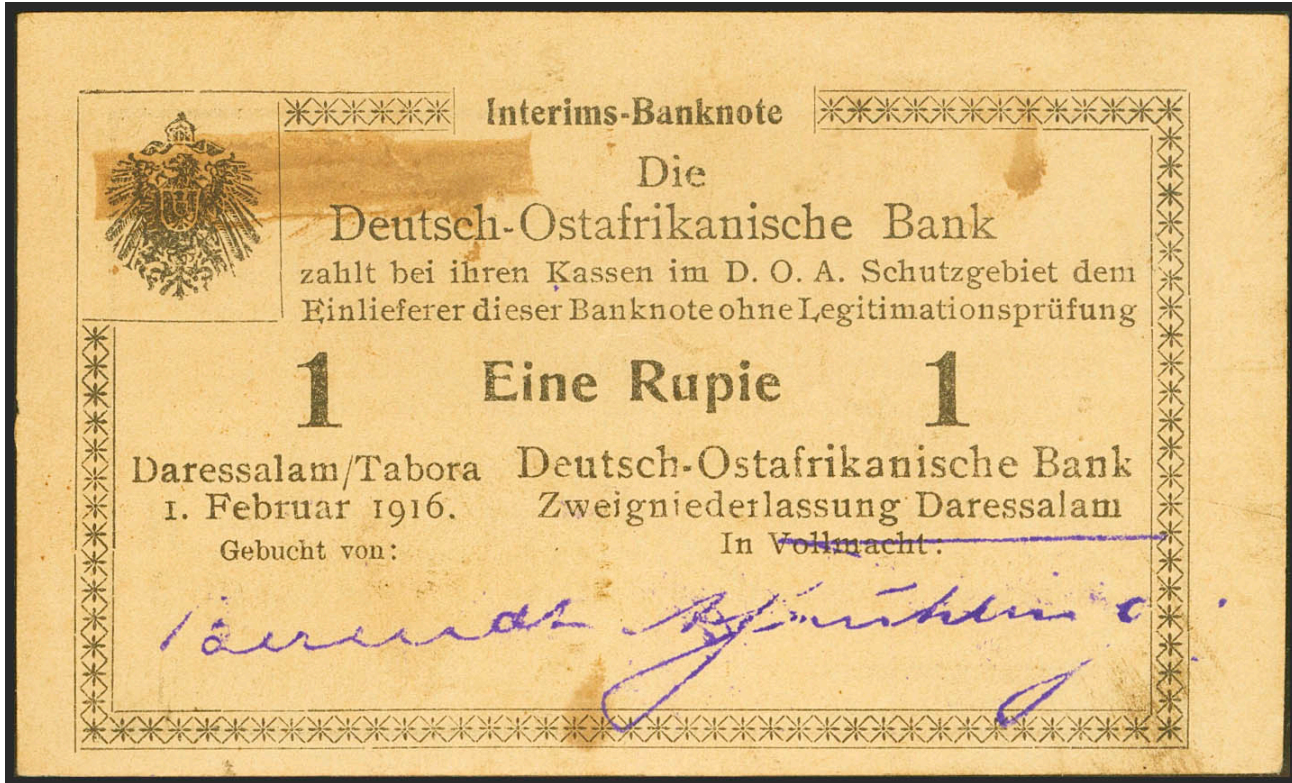 Interims-Banknote
Die
Deutsch-Ostafrikanische Bank
zahlt bei ihren Kassen im D. O. A. Schutzgebiet dem
Einlieferer dieser Banknote ohne Legitimationsprüfung
1 Eine Rupie 1
Daressalam/Tabora
1. Februar 1916.
Gebucht von:
Deutsch-Ostafrikanische Bank
Zweigniederlassung Daressalam
In Vollmacht: